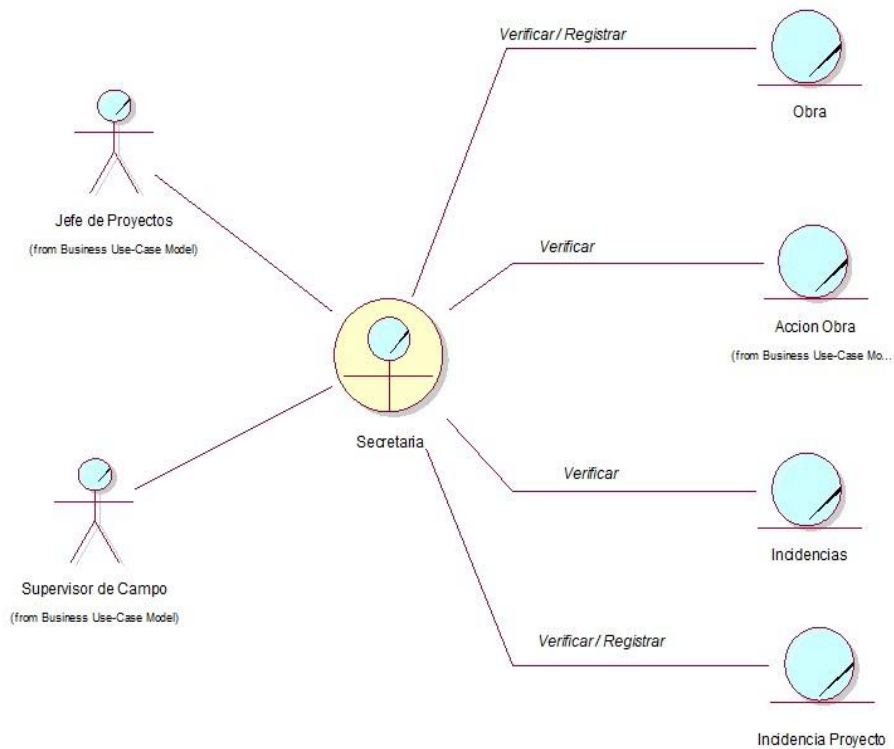 Verificar / Registrar
Obra
Jefe de Proyectos
(from Business Use-Case Model)
Verificar
Accion Obra
(from Business Use-Case Mo...
Secretaria
Verificar
Incidencias
Supervisor de Campo
(from Business Use-Case Model)
Verificar / Registrar
Incidencia Proyecto